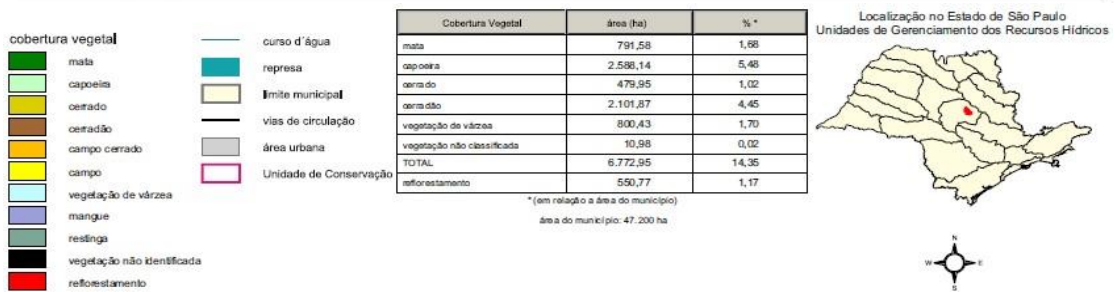 cobertura vegetal
mata
capoeira
cerrado
cerradão
campo cerrado
campo
vegetação de várzea
mangue
restinga
vegetação não identificada
reflorestamento
curso d´água
represa
limite municipal
vias de circulação
área urbana
Unidade de Conservação
Cobertura Vegetal área (ha) % *
mata 791,58 1,68
capoeira 2.588,14 5,48
cerrado 479,95 1,02
cerradão 2.101,87 4,45
vegetação de várzea 800,43 1,70
vegetação não classificada 10,98 0,02
TOTAL 6.772,95 14,35
reflorestamento 550,77 1,17
* (em relação a área do município)
área do município: 47.200 ha
Localização no Estado de São Paulo
Unidades de Gerenciamento dos Recursos Hídricos
N
W E
S